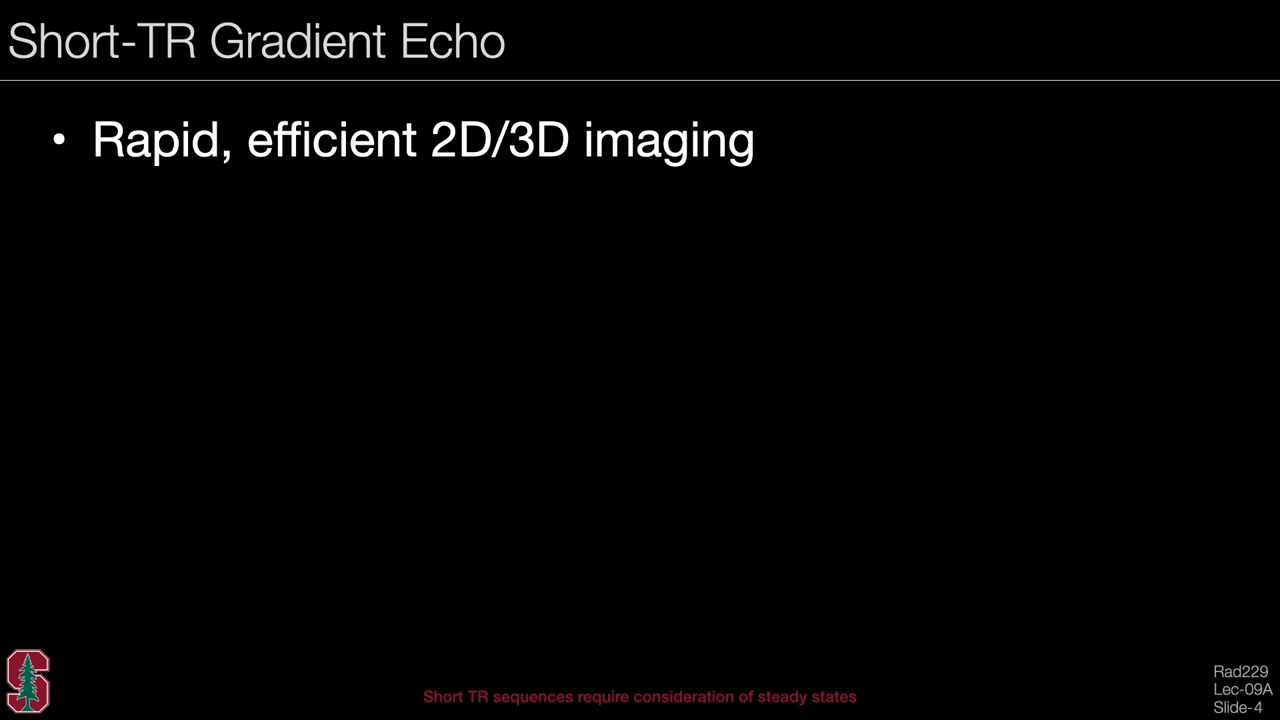 Short-TR Gradient Echo
• Rapid, efficient 2D/3D imaging
Short TR sequences require consideration of steady states
Rad229
Lec-09A
Slide-4